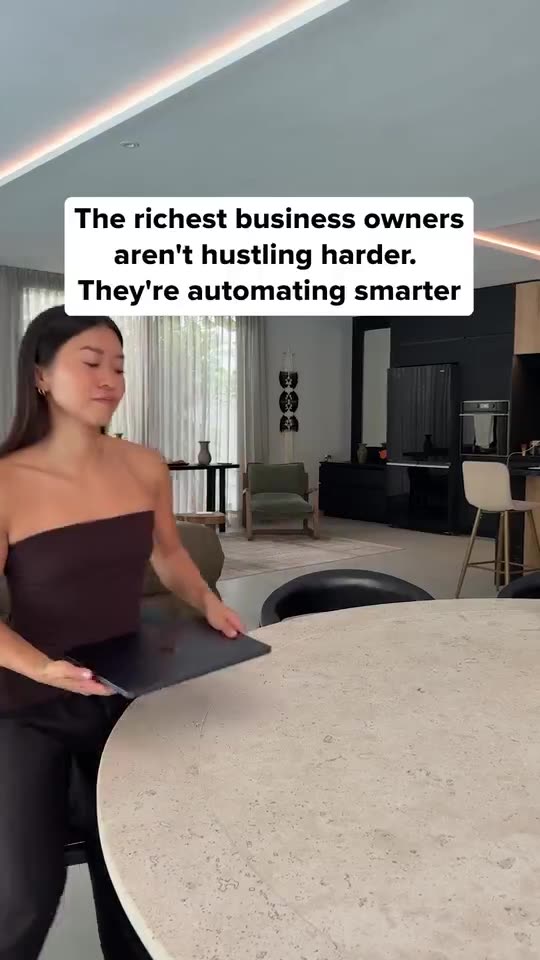 The richest business owners
aren't hustling harder.
They're automating smarter